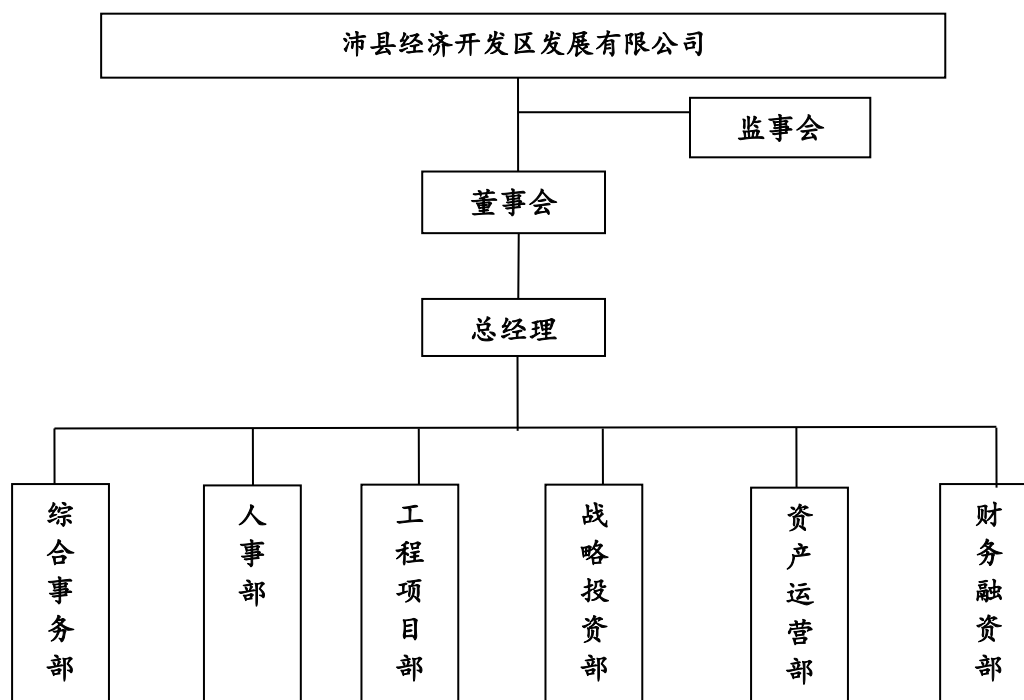 沛县经济开发区发展有限公司
监事会
董事会
总经理
综合事务部
人事部
工程项目部
战略投资部
资产运营部
财务融资部